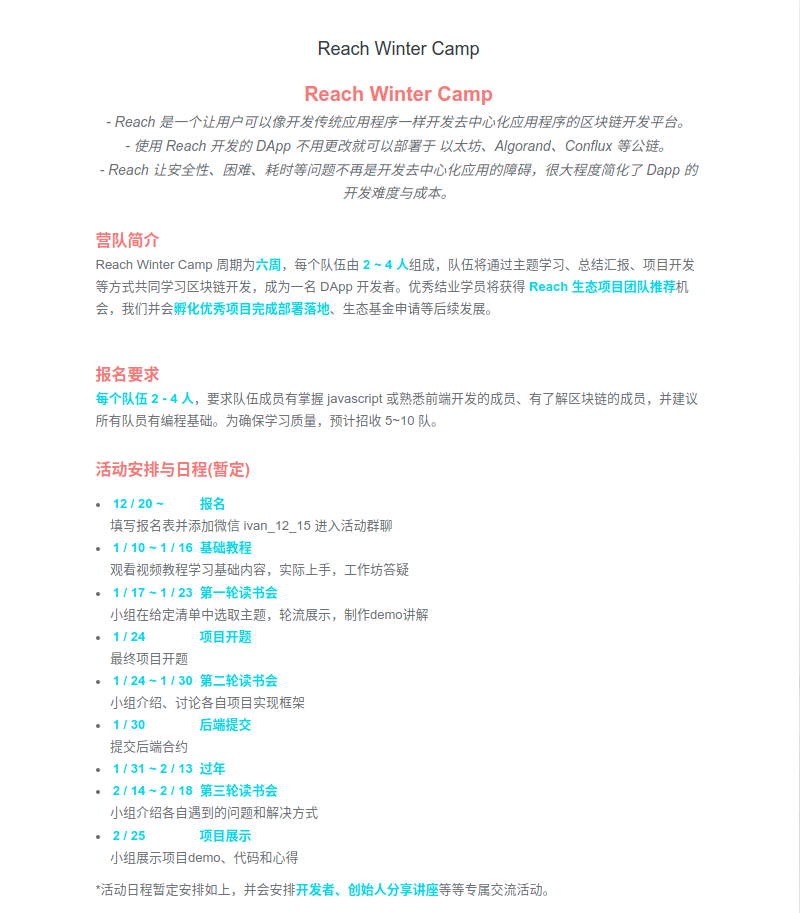 Reach Winter Camp
Reach Winter Camp
- Reach 是一个让用户可以像开发传统应用程序一样开发去中心化应用程序的区块链开发平台。
- 使用 Reach 开发的 DApp 不用更改就可以部署于 以太坊、Algorand、Conflux 等公链。
- Reach 让安全性、困难、耗时等问题不再是开发去中心化应用的障碍，很大程度简化了 Dapp 的
开发难度与成本。
营队简介
Reach Winter Camp 周期为六周，每个队伍由 2 ~ 4 人组成，队伍将通过主题学习、总结汇报、项目开发
等方式共同学习区块链开发，成为一名 DApp 开发者。优秀结业学员将获得 Reach 生态项目团队推荐机
会，我们并会孵化优秀项目完成部署落地、生态基金申请等后续发展。
报名要求
每个队伍 2 - 4 人，要求队伍成员有掌握 javascript 或熟悉前端开发的成员、有了解区块链的成员，并建议
所有队员有编程基础。为确保学习质量，预计招收 5~10 队。
活动安排与日程(暂定)
• 12 / 20 ~ 报名
填写报名表并添加微信 ivan_12_15 进入活动群聊
• 1 / 10 ~ 1 / 16 基础教程
观看视频教程学习基础内容，实际上手，工作坊答疑
• 1 / 17 ~ 1 / 23 第一轮读书会
小组在给定清单中选取主题，轮流展示，制作demo讲解
• 1 / 24 项目开题
最终项目开题
• 1 / 24 ~ 1 / 30 第二轮读书会
小组介绍、讨论各自项目实现框架
• 1 / 30 后端提交
提交后端合约
• 1 / 31 ~ 2 / 13 过年
• 2 / 14 ~ 2 / 18 第三轮读书会
小组介绍各自遇到的问题和解决方式
• 2 / 25 项目展示
小组展示项目demo、代码和心得
*活动日程暂定安排如上，并会安排开发者、创始人分享讲座等等专属交流活动。